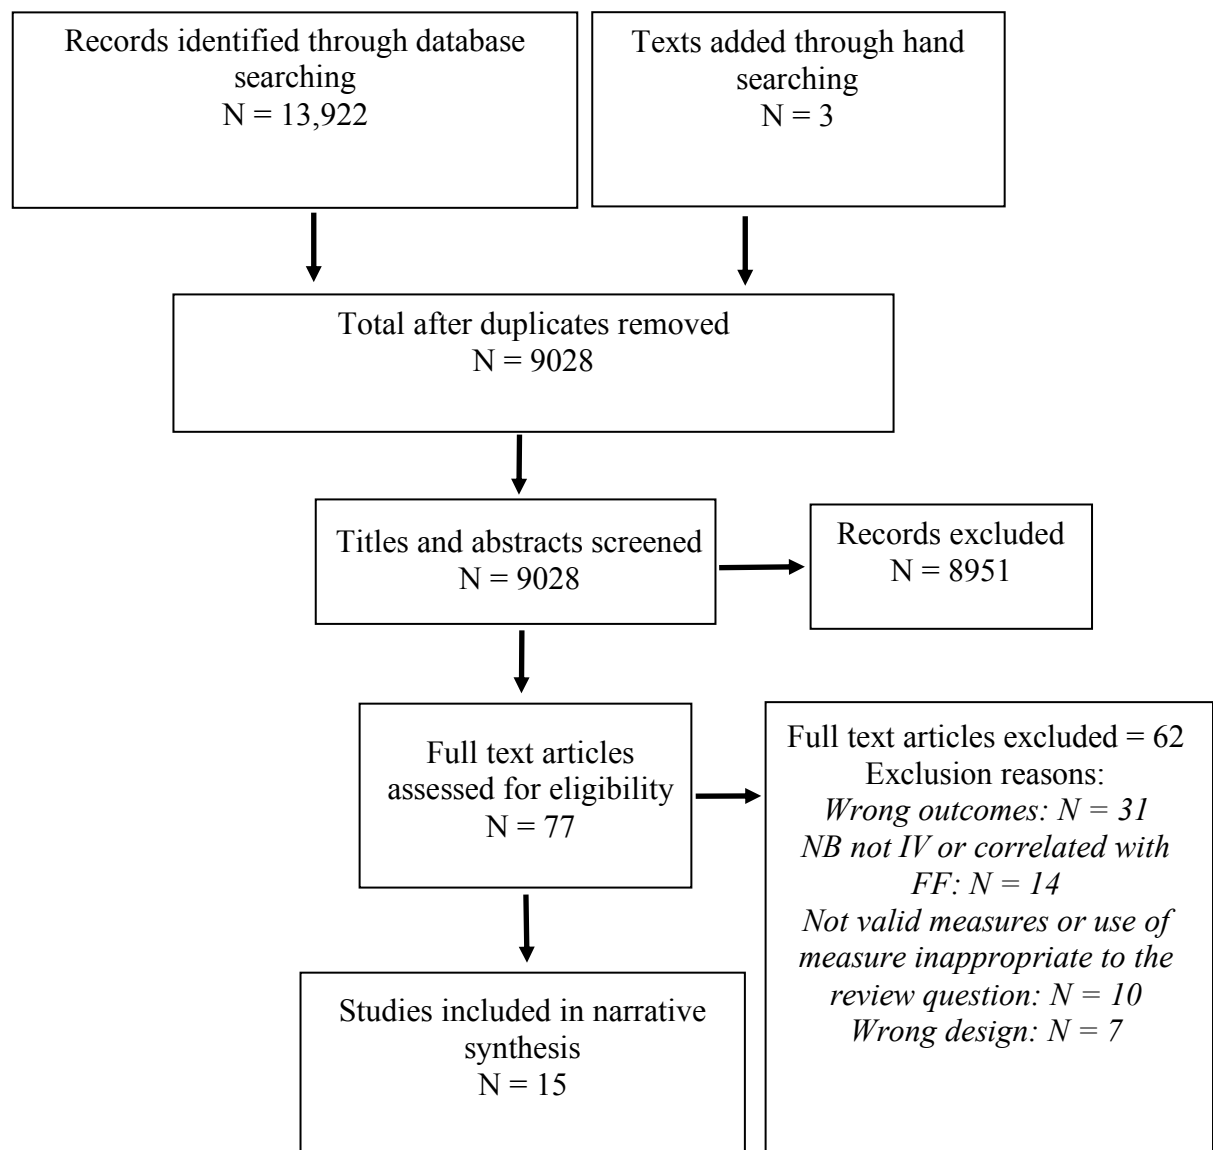 Records identified through database
searching
N = 13,922
Texts added through hand
searching
N = 3
Total after duplicates removed
N = 9028
Titles and abstracts screened
N = 9028
Records excluded
N = 8951
Full text articles
assessed for eligibility
N = 77
Full text articles excluded = 62
Exclusion reasons:
Wrong outcomes: N = 31
NB not IV or correlated with
FF: N = 14
Not valid measures or use of
measure inappropriate to the
review question: N = 10
Wrong design: N = 7
Studies included in narrative
synthesis
N = 15